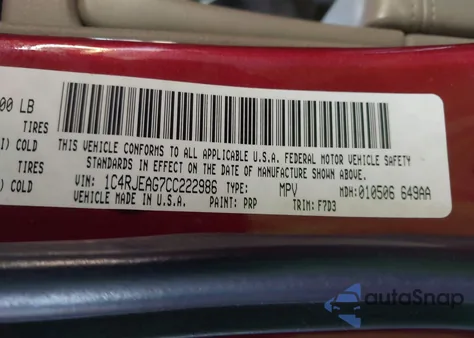 00 LB
TIRES
I) COLD
TIRES
I) COLD
THIS VEHICLE CONFORMS TO ALL APPLICABLE U.S.A. FEDERAL MOTOR VEHICLE SAFETY
STANDARDS IN EFFECT ON THE DATE OF MANUFACTURE SHOWN ABOVE.
VIN: 1C4RJEAG7CC222986 TYPE: MPV MDH:010506 649AA
VEHICLE MADE IN U.S.A. PAINT: PRP TRIM: F7D3
autoSnap